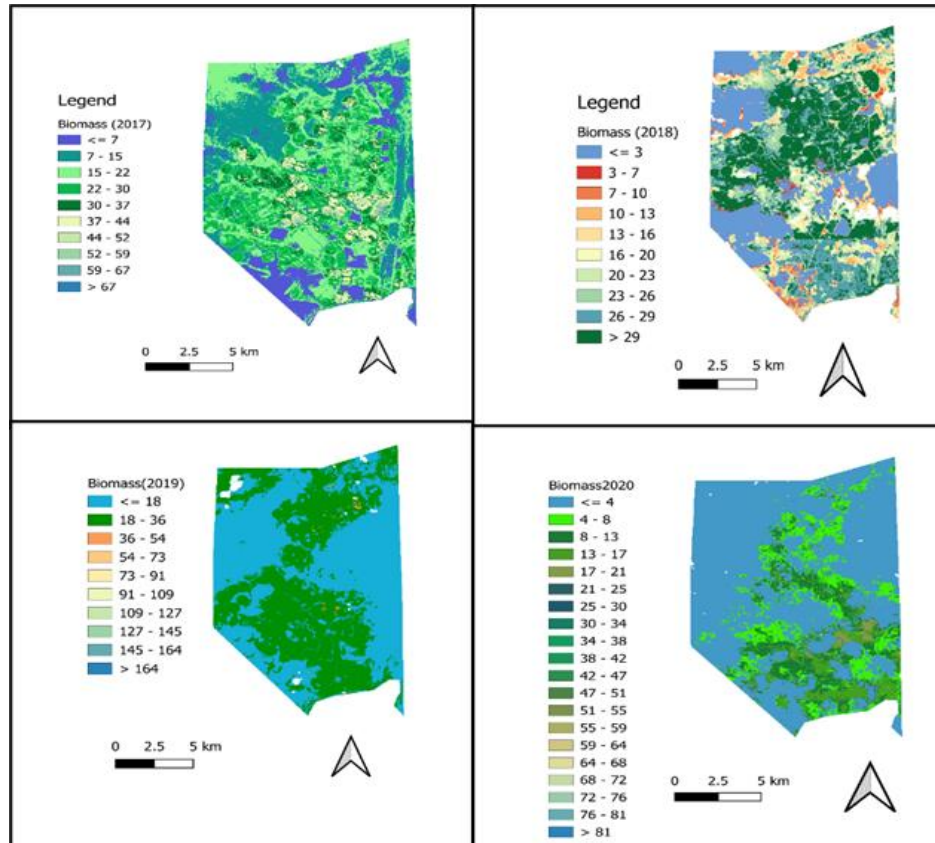 Legend
Biomass (2017)
<= 7
7 - 15
15 - 22
22 - 30
30 - 37
37 - 44
44 - 52
52 - 59
59 - 67
> 67
0 2.5 5 km
Legend
Biomass (2018)
<= 3
3 - 7
7 - 10
10 - 13
13 - 16
16 - 20
20 - 23
23 - 26
26 - 29
> 29
0 2.5 5 km
Biomass(2019)
<= 18
18 - 36
36 - 54
54 - 73
73 - 91
91 - 109
109 - 127
127 - 145
145 - 164
> 164
0 2.5 5 km
Biomass2020
<= 4
4 - 8
8 - 13
13 - 17
17 - 21
21 - 25
25 - 30
30 - 34
34 - 38
38 - 42
42 - 47
47 - 51
51 - 55
55 - 59
59 - 64
64 - 68
68 - 72
72 - 76
76 - 81
> 81
0 2.5 5 km